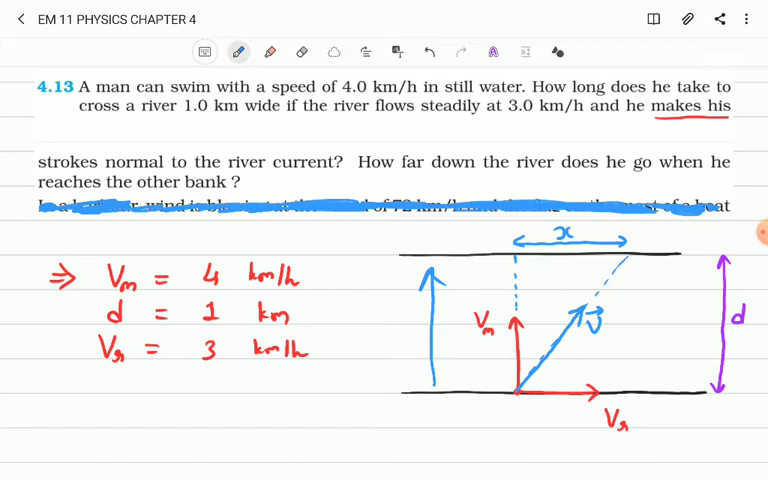 EM 11 PHYSICS CHAPTER 4
4.13 A man can swim with a speed of 4.0 km/h in still water. How long does he take to
cross a river 1.0 km wide if the river flows steadily at 3.0 km/h and he makes his
strokes normal to the river current? How far down the river does he go when he
reaches the other bank ?
⇒ Vm = 4 km/h
d = 1 km
Vr = 3 km/h
x
Vm
v
d
Vr